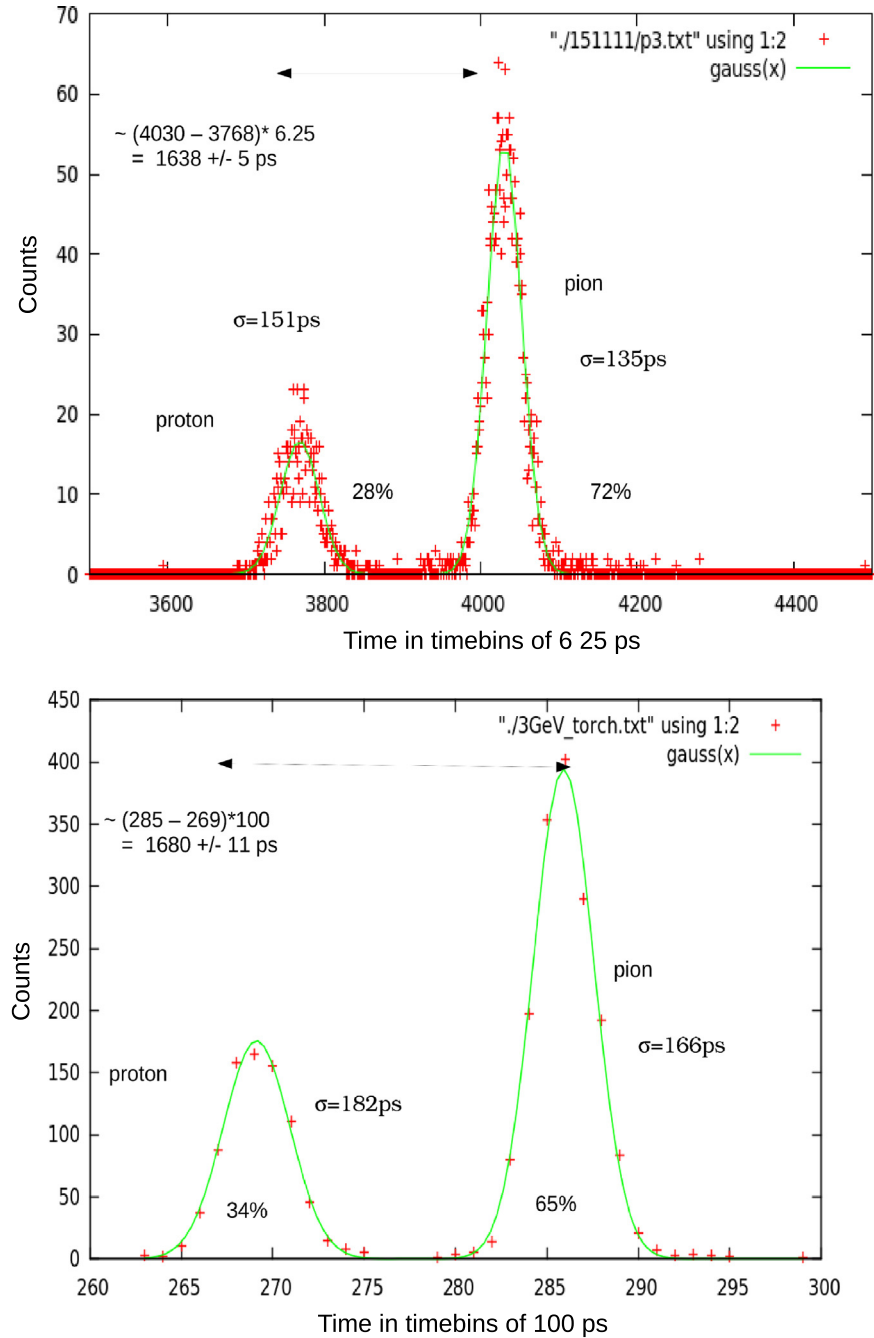 70
60
50
40
30
20
10
0
Counts
"./151111/p3.txt" using 1:2
gauss(x)
~ (4030 – 3768)* 6.25
= 1638 +/- 5 ps
pion
σ=151ps
σ=135ps
proton
28%
72%
3600 3800 4000 4200 4400
Time in timebins of 6 25 ps
450
400
350
300
250
200
150
100
50
0
Counts
"./3GeV_torch.txt" using 1:2
gauss(x)
~ (285 – 269)*100
= 1680 +/- 11 ps
pion
σ=166ps
proton
σ=182ps
34%
65%
260 265 270 275 280 285 290 295 300
Time in timebins of 100 ps